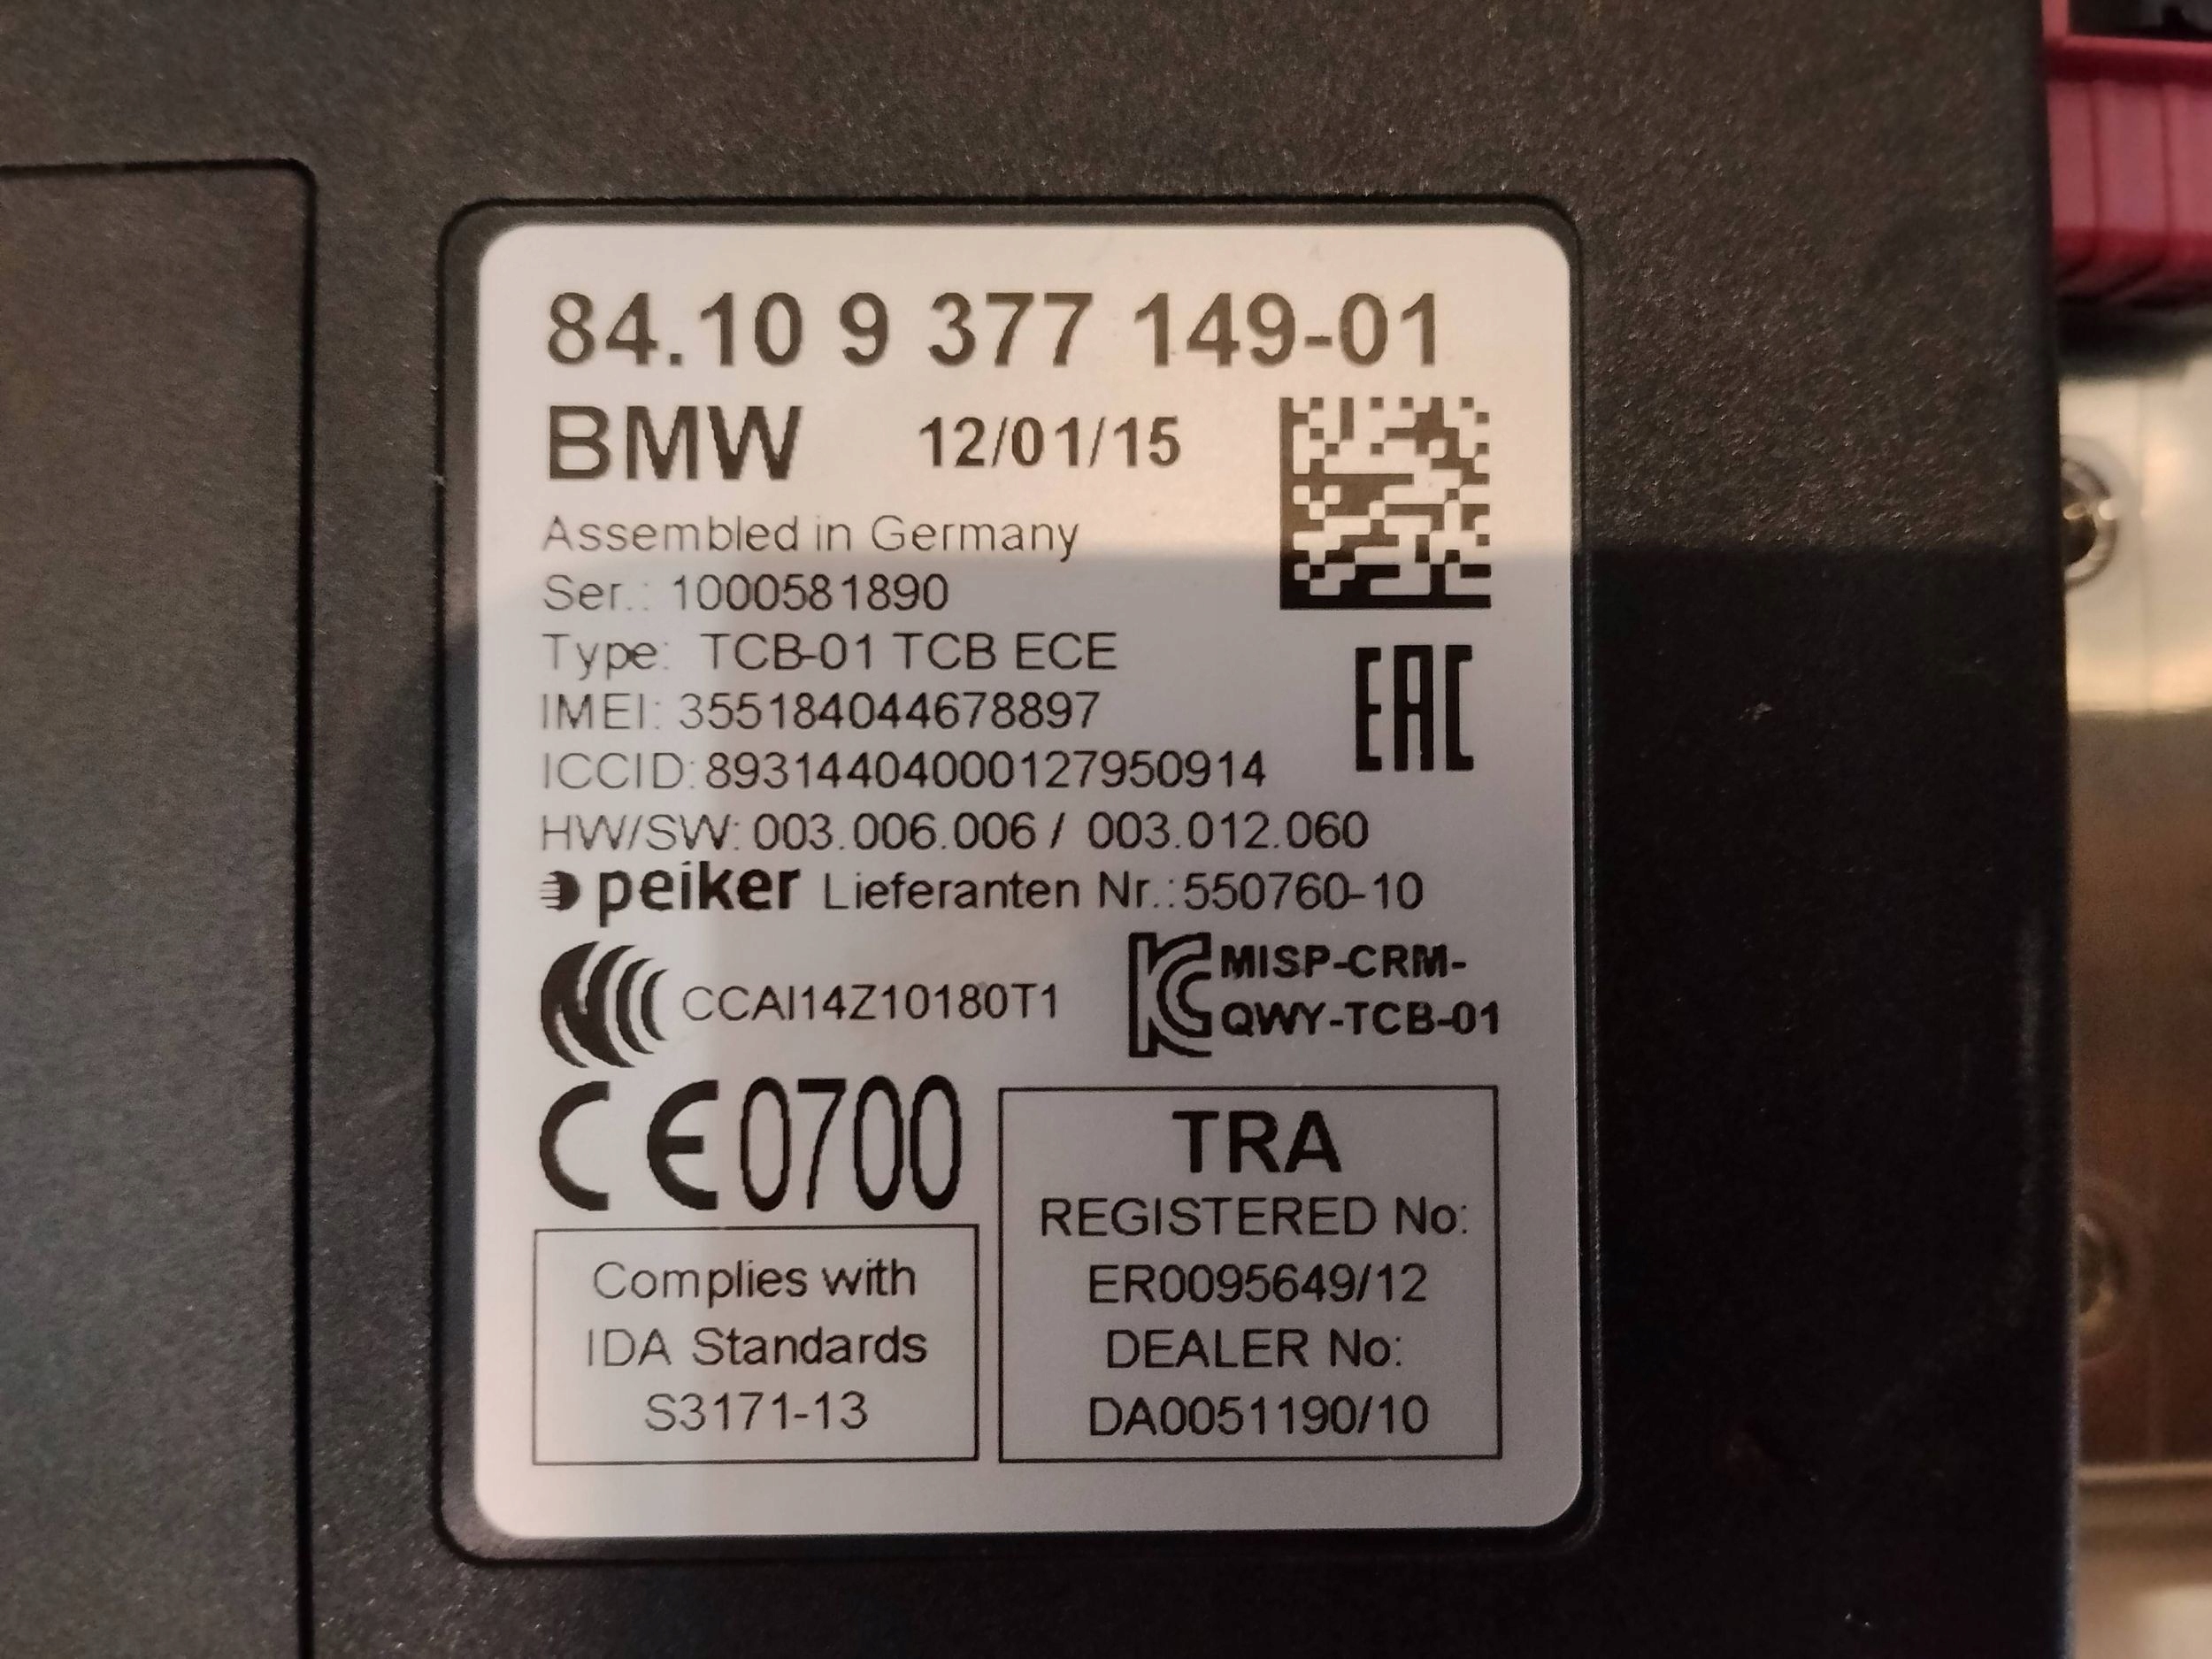 84.10 9 377 149-01
BMW 12/01/15
Assembled in Germany
Ser.: 1000581890
Type: TCB-01 TCB ECE
IMEI: 355184044678897
ICCID: 89314404000127950914
HW/SW: 003.006.006 / 003.012.060
peiker Lieferanten Nr.:550760-10
CCAI14Z10180T1
MISP-CRM-
QWY-TCB-01
EAC
CE0700
Complies with
IDA Standards
S3171-13
TRA
REGISTERED No:
ER0095649/12
DEALER No:
DA0051190/10